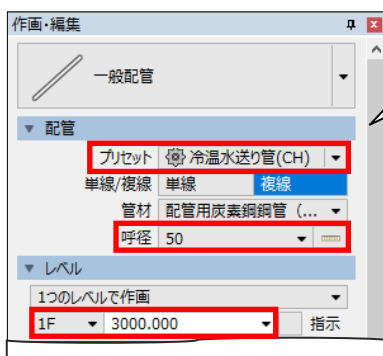 作画・編集
一般配管
配管
プリセット 冷温水送り管(CH)
単線/複線 単線 複線
管材 配管用炭素鋼鋼管 (...
呼径 50
レベル
1つのレベルで作画
1F 3000.000 指示